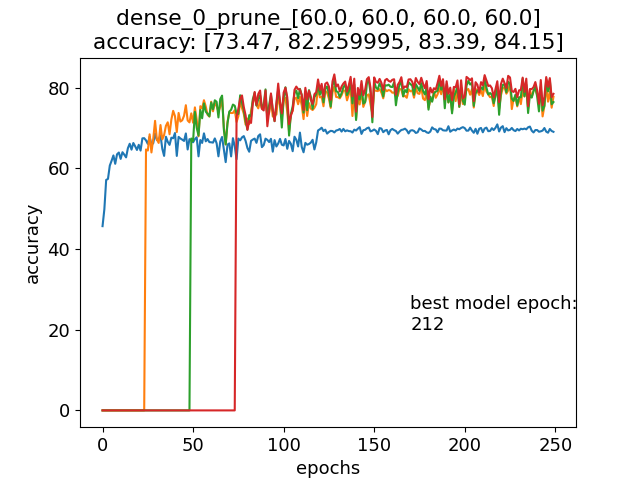 dense_0_prune_[60.0, 60.0, 60.0, 60.0]
accuracy: [73.47, 82.259995, 83.39, 84.15]
accuracy
80
60
40
20
0
best model epoch:
212
0 50 100 150 200 250
epochs